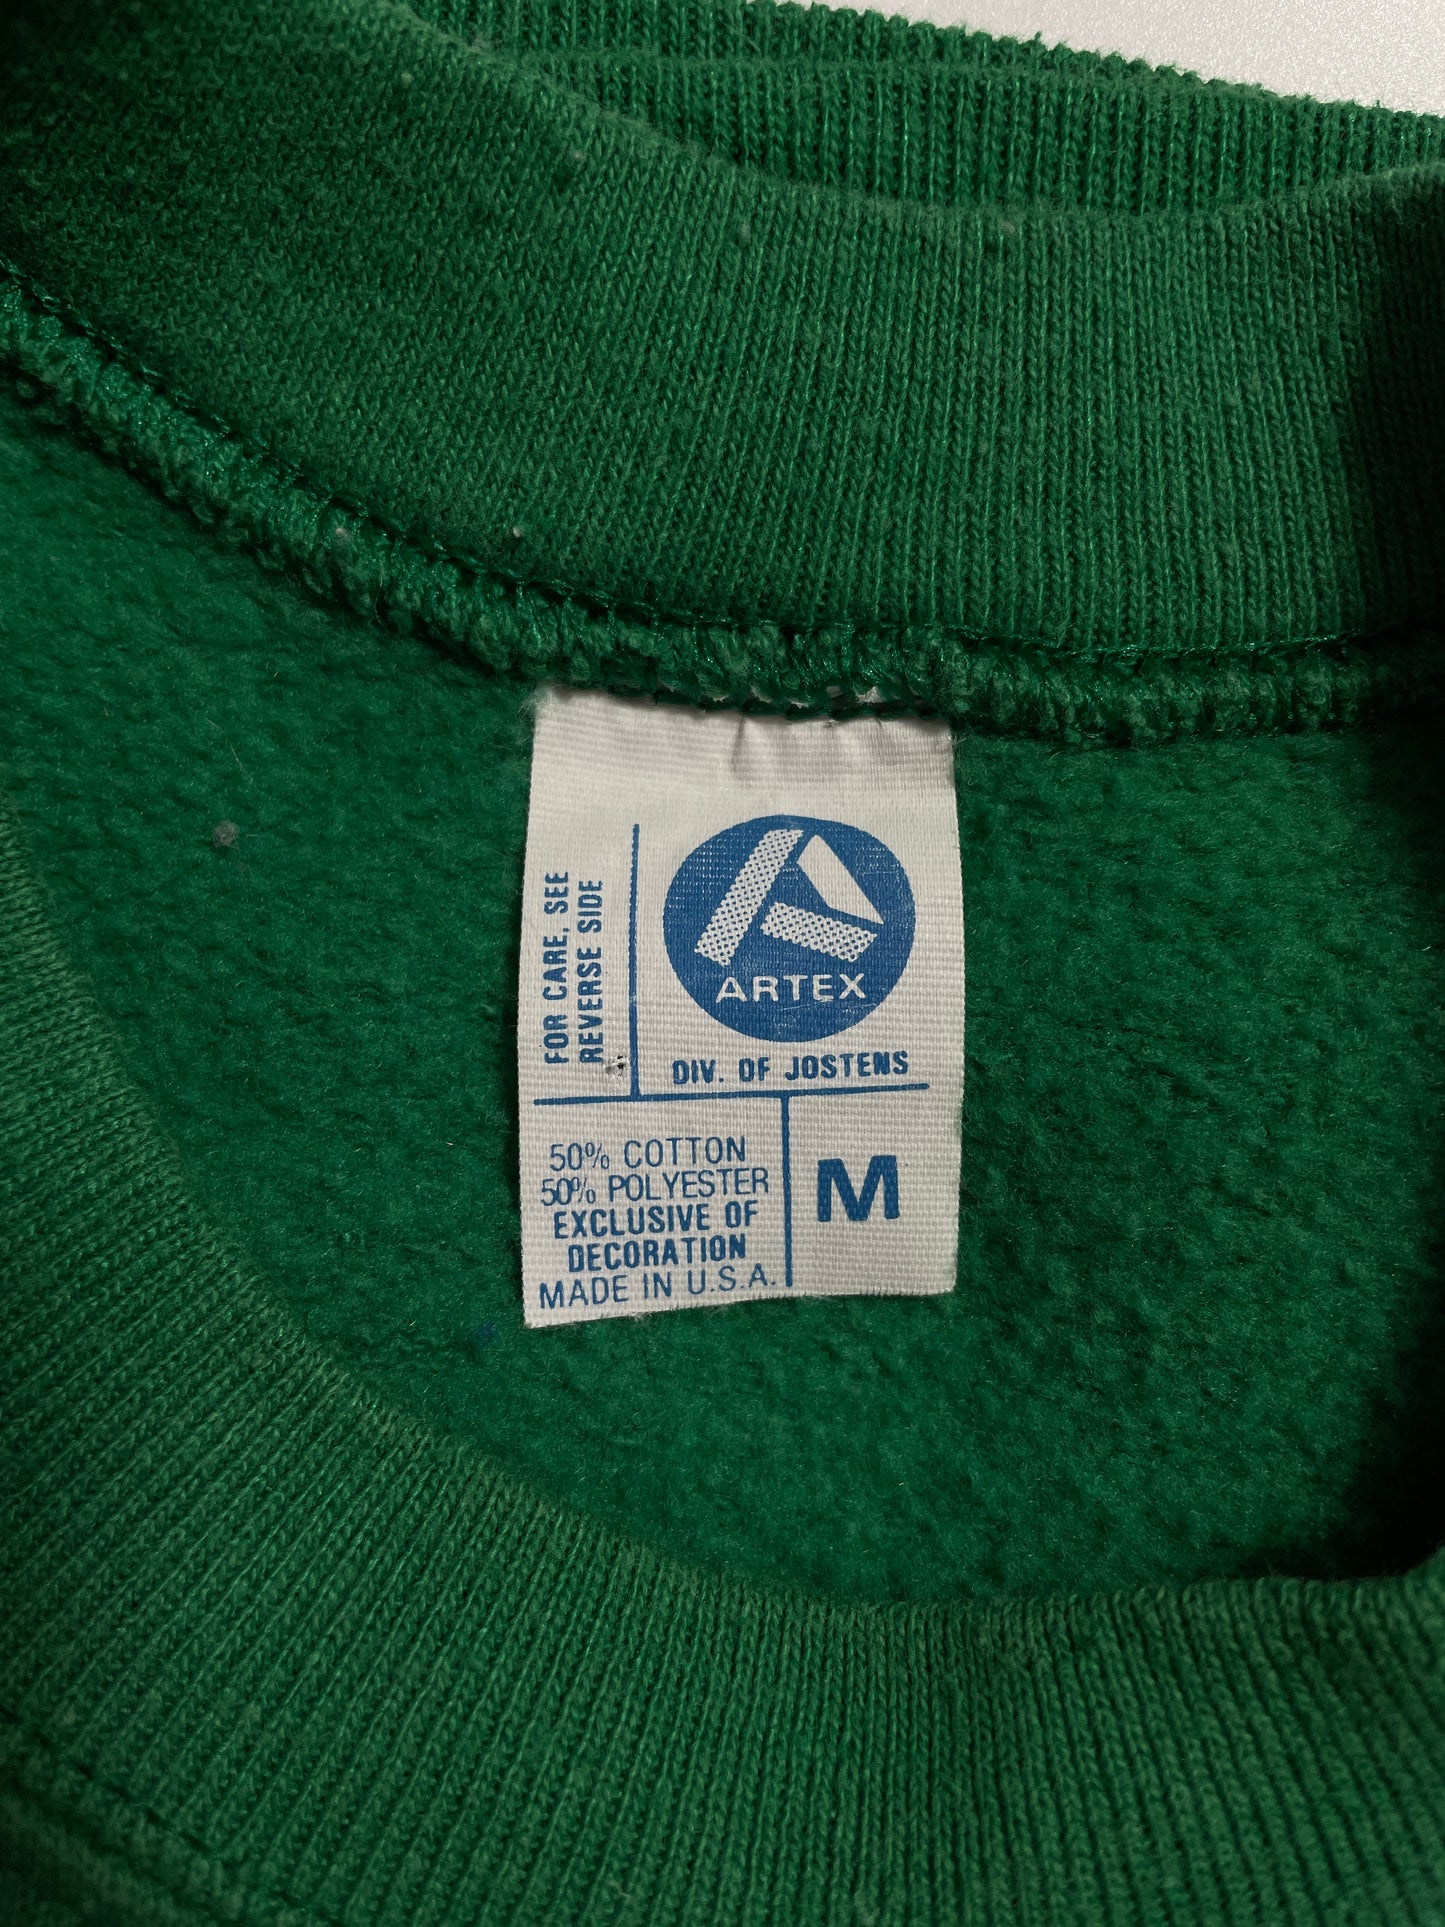 FOR CARE, SEE
REVERSE SIDE
ARTEX
DIV. OF JOSTENS
50% COTTON
50% POLYESTER
EXCLUSIVE OF
DECORATION
MADE IN U.S.A.
M